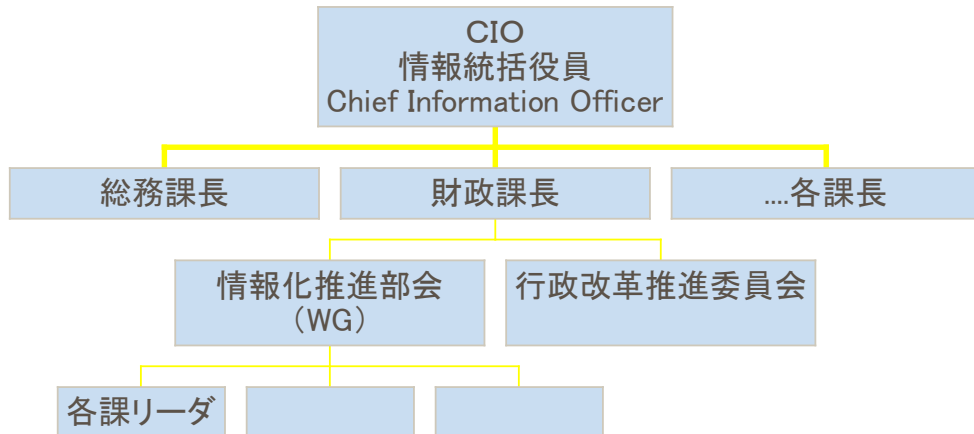 CIO
情報統括役員
Chief Information Officer
総務課長
財政課長
....各課長
情報化推進部会
（WG）
行政改革推進委員会
各課リーダ